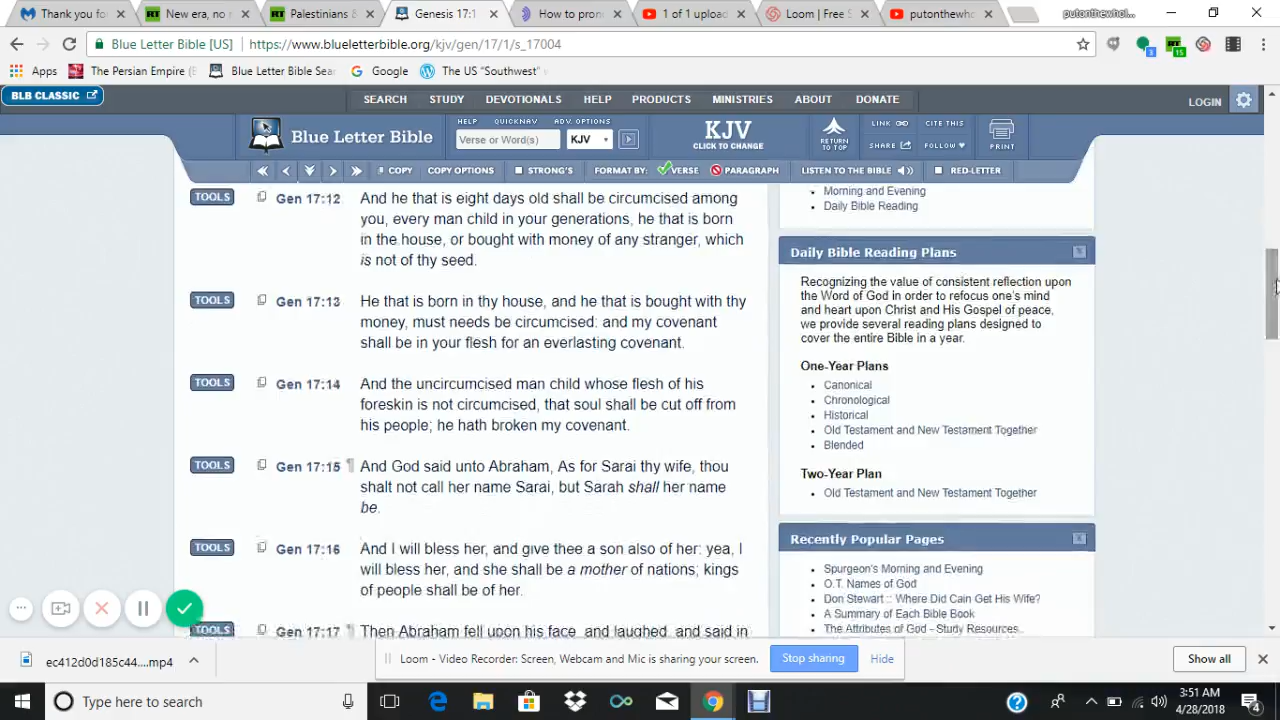 Thank you fo
New era, no r
Palestinians &
Genesis 17:1
How to pron
1 of 1 upload
Loom | Free S
putonthewhol
putonthewhol...
Blue Letter Bible [US]
https://www.blueletterbible.org/kjv/gen/17/1/s_17004
3
15
Apps
The Persian Empire (E
Blue Letter Bible Sea
Google
The US “Southwest”
BLB CLASSIC
SEARCH STUDY DEVOTIONALS HELP PRODUCTS MINISTRIES ABOUT DONATE
LOGIN
Blue Letter Bible
HELP QUICKNAV ADV. OPTIONS
Verse or Word(s)
KJV
KJV
CLICK TO CHANGE
RETURN
TO TOP
LINK
CITE THIS
SHARE
FOLLOW
PRINT
COPY COPY OPTIONS STRONG'S FORMAT BY: VERSE PARAGRAPH LISTEN TO THE BIBLE RED-LETTER
TOOLS Gen 17:12 And he that is eight days old shall be circumcised among
you, every man child in your generations, he that is born
in the house, or bought with money of any stranger, which
is not of thy seed.
TOOLS Gen 17:13 He that is born in thy house, and he that is bought with thy
money, must needs be circumcised: and my covenant
shall be in your flesh for an everlasting covenant.
TOOLS Gen 17:14 And the uncircumcised man child whose flesh of his
foreskin is not circumcised, that soul shall be cut off from
his people; he hath broken my covenant.
TOOLS Gen 17:15 ¶ And God said unto Abraham, As for Sarai thy wife, thou
shalt not call her name Sarai, but Sarah shall her name
be.
TOOLS Gen 17:16 And I will bless her, and give thee a son also of her: yea, I
will bless her, and she shall be a mother of nations; kings
of people shall be of her.
TOOLS Gen 17:17 ¶ Then Abraham fell upon his face, and laughed, and said in
Morning and Evening
Daily Bible Reading
Daily Bible Reading Plans
Recognizing the value of consistent reflection upon
the Word of God in order to refocus one's mind
and heart upon Christ and His Gospel of peace,
we provide several reading plans designed to
cover the entire Bible in a year.
One-Year Plans
Canonical
Chronological
Historical
Old Testament and New Testament Together
Blended
Two-Year Plan
Old Testament and New Testament Together
Recently Popular Pages
Spurgeon's Morning and Evening
O.T. Names of God
Don Stewart :: Where Did Cain Get His Wife?
A Summary of Each Bible Book
The Attributes of God - Study Resources
ec412d0d185c44....mp4
Loom - Video Recorder: Screen, Webcam and Mic is sharing your screen.
Stop sharing
Hide
Show all
Type here to search
3:51 AM
4/28/2018
4